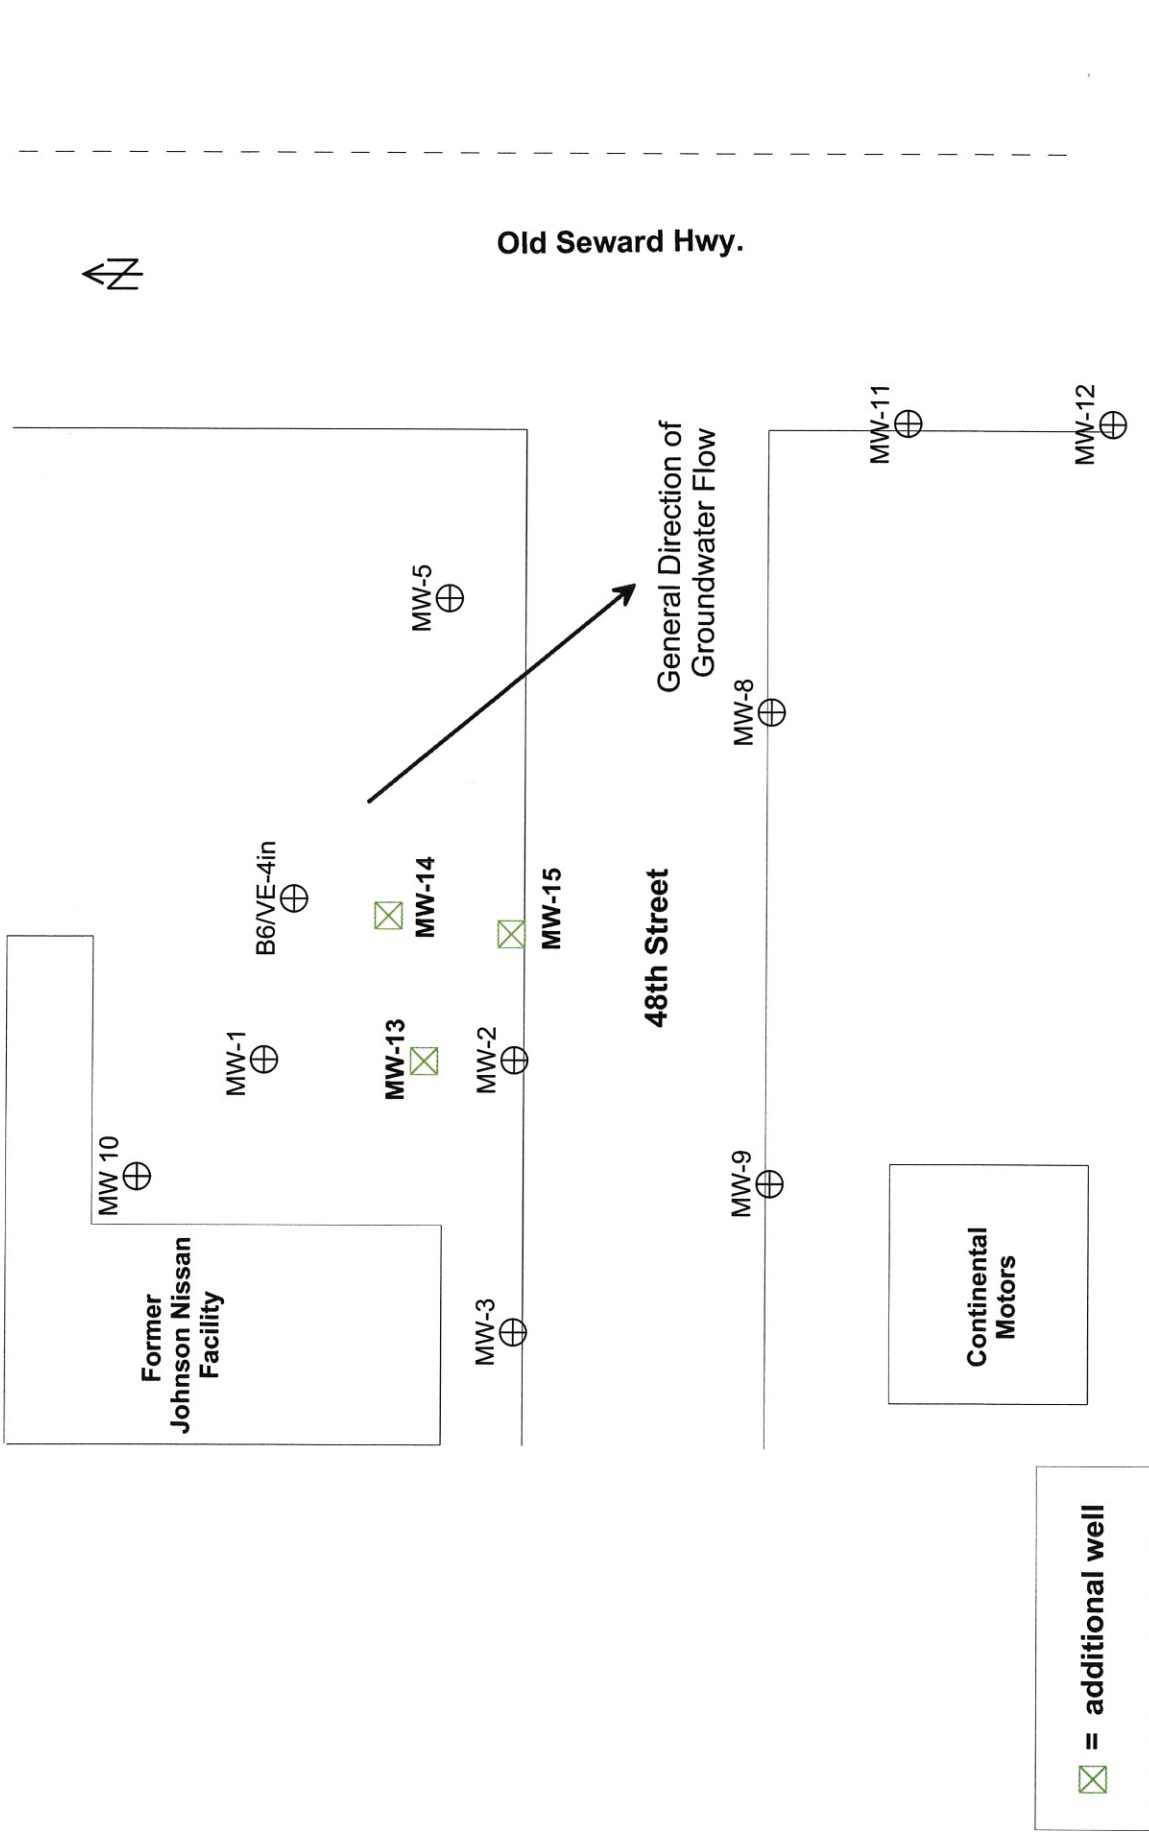 N
Old Seward Hwy.
MW-11
MW-12
General Direction of
Groundwater Flow
MW-5
MW-8
B6/VE-4in
MW-14
MW-15
48th Street
MW-1
MW-13
MW-2
MW 10
MW-9
Former
Johnson Nissan
Facility
MW-3
Continental
Motors
= additional well